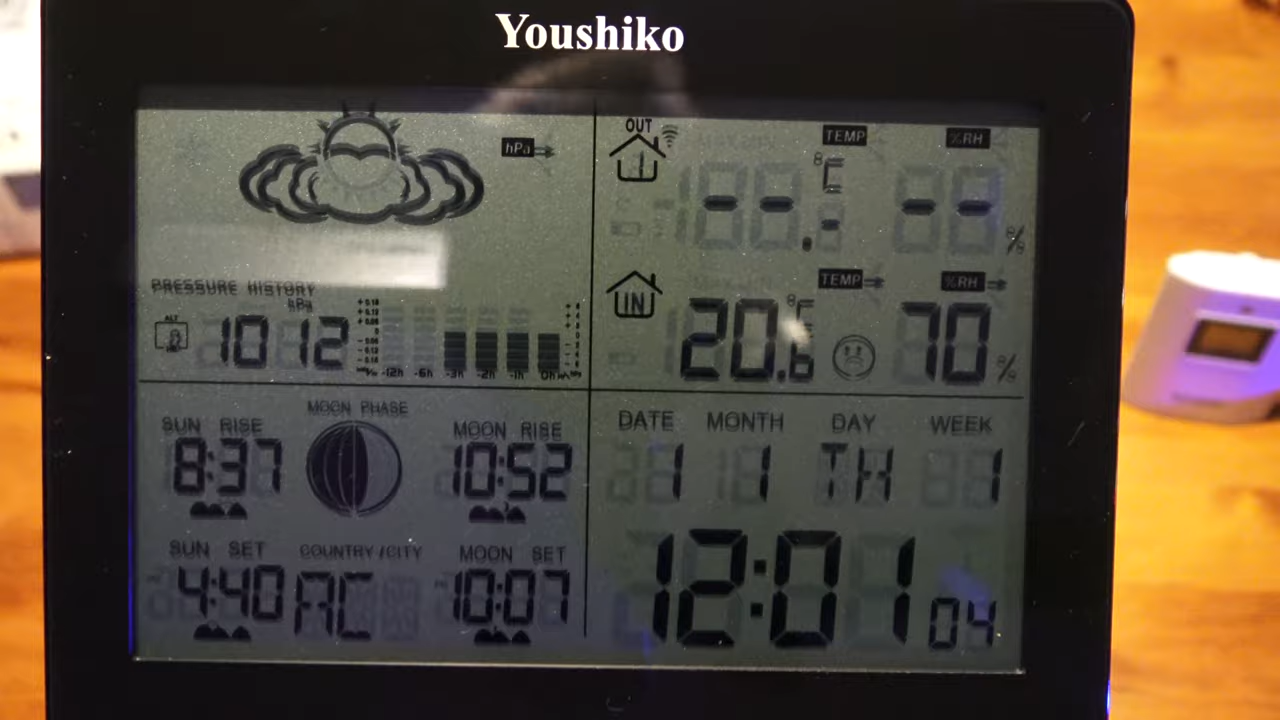 Youshiko
hPa
OUT
1
TEMP
%RH
°C
--.-
--
%
PRESSURE HISTORY
hPa
ALT
1012
-12h -6h -3h -2h -1h 0h
IN
TEMP
%RH
20.6
°C
70
%
SUN RISE
8:37
MOON PHASE
MOON RISE
10:52
DATE MONTH DAY WEEK
1 1 TH 1
SUN SET
4:40
COUNTRY/CITY
AC
MOON SET
10:07
12:01 04